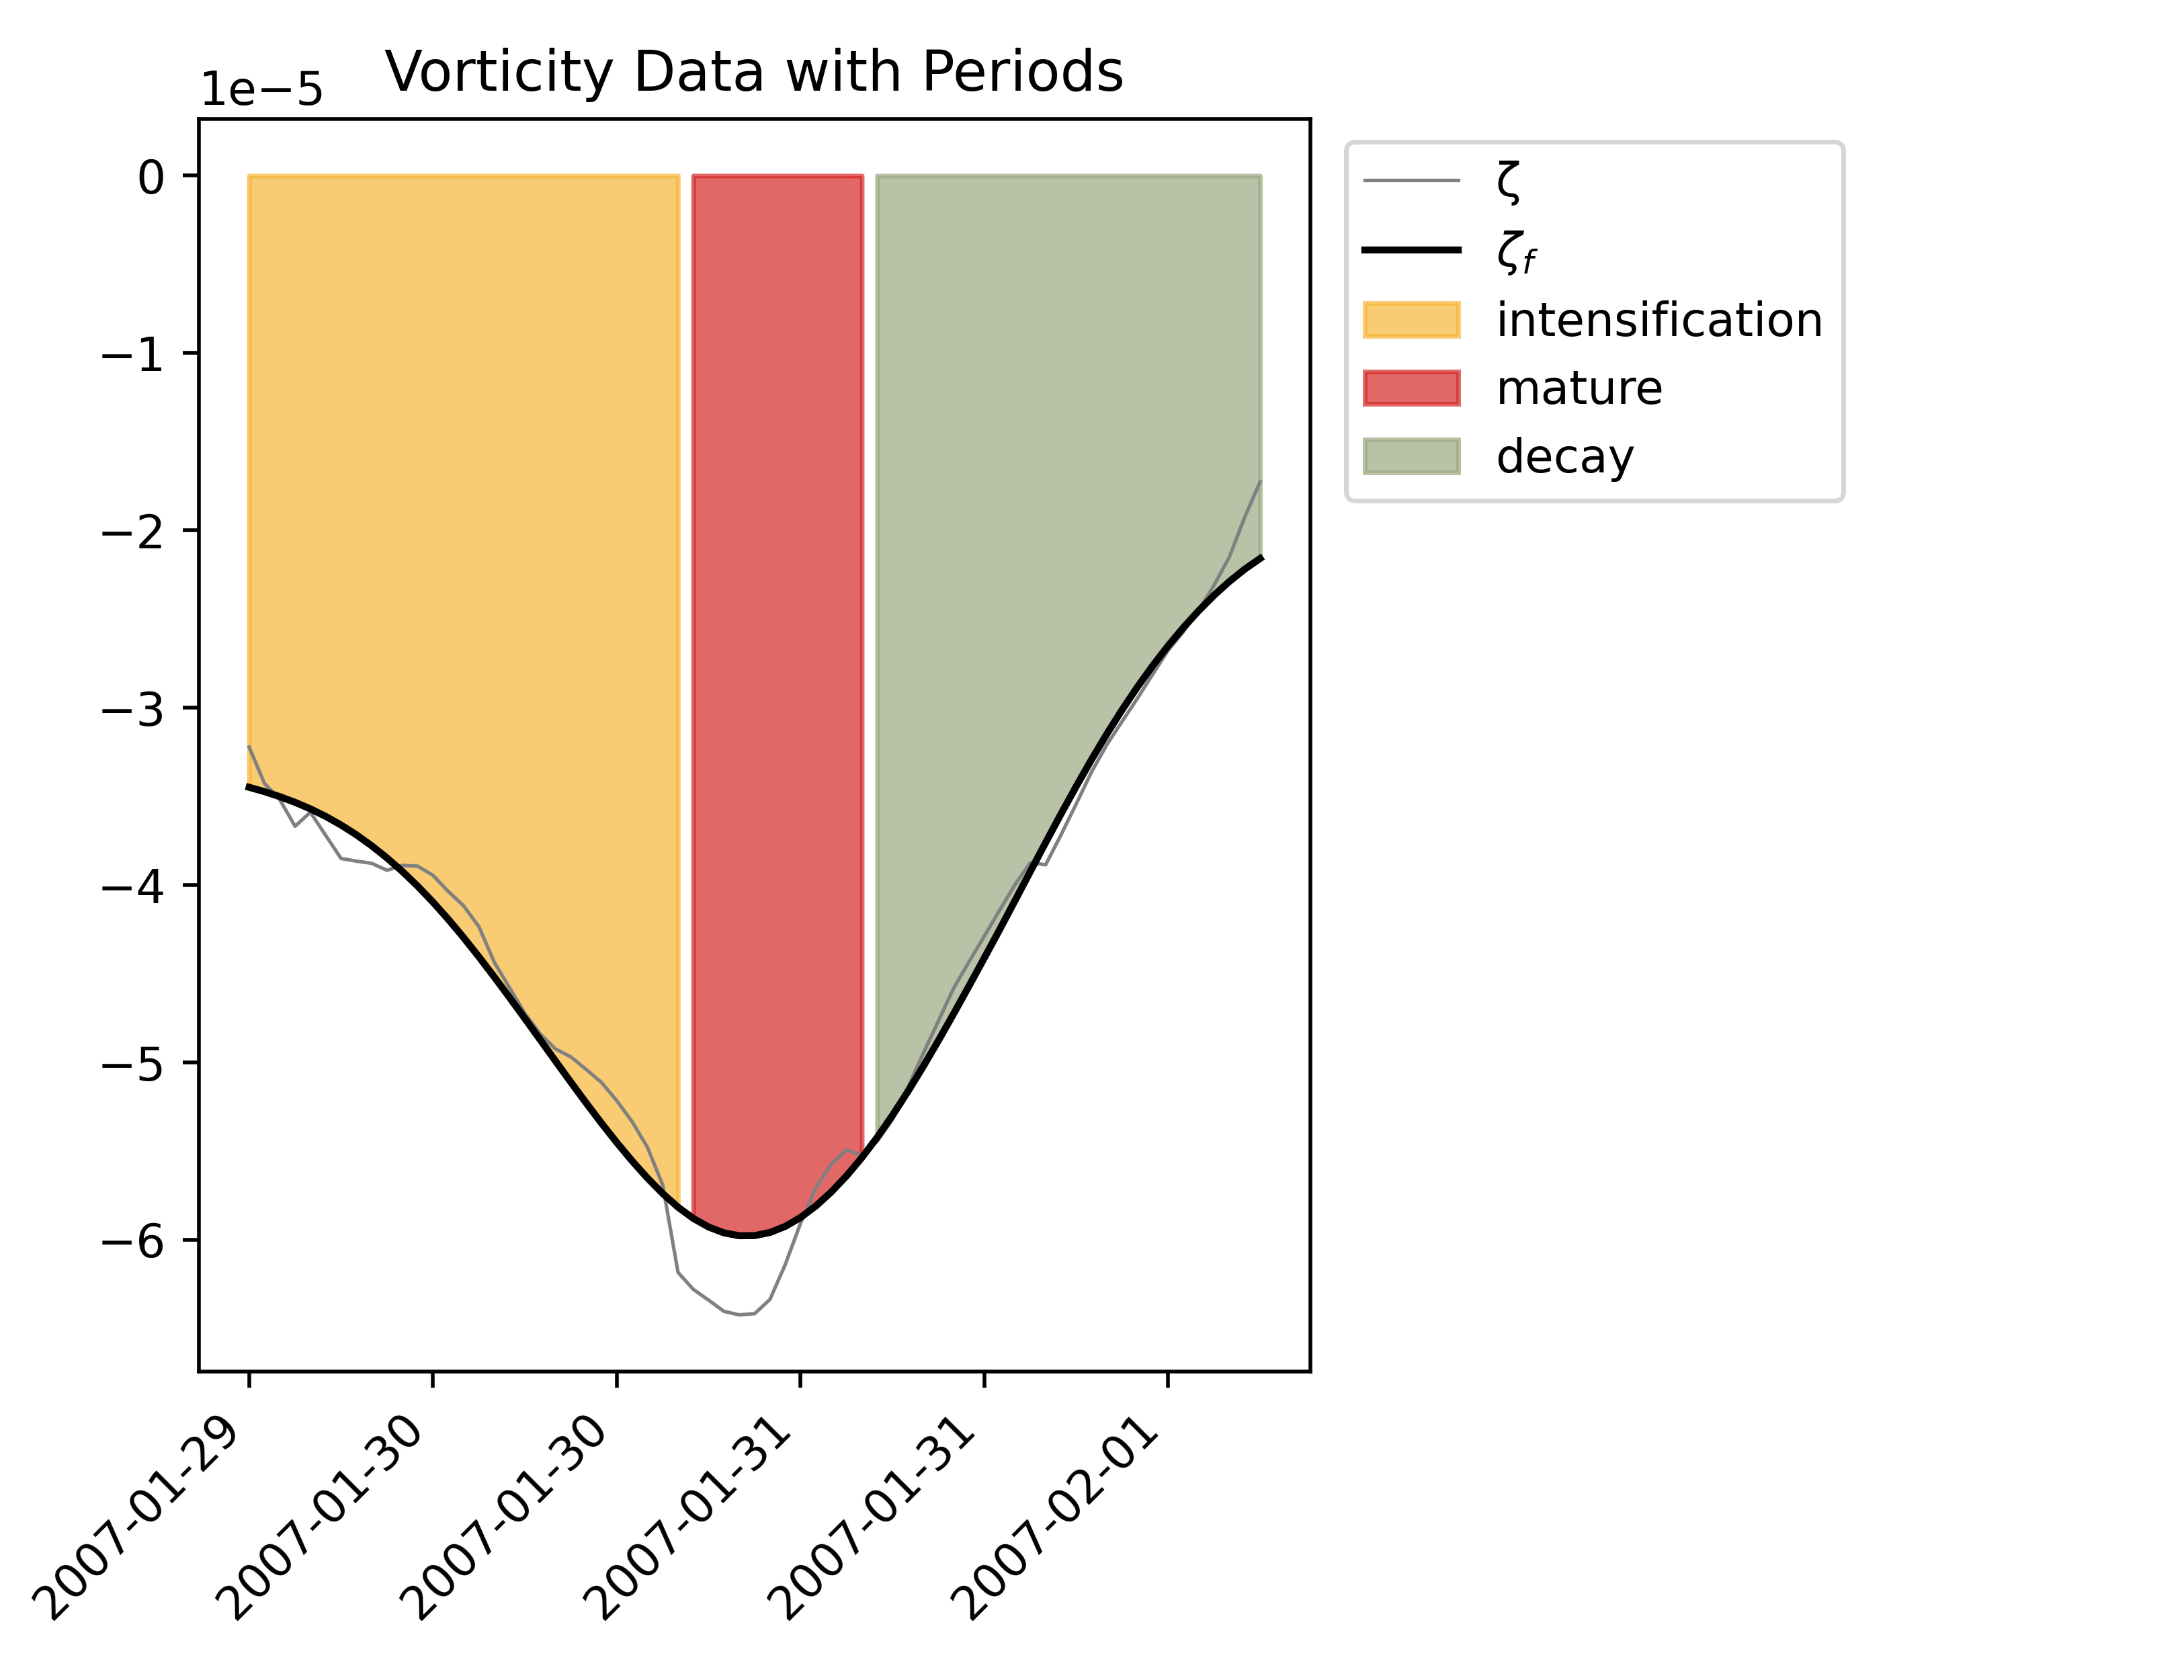 Vorticity Data with Periods
1e−5
0
−1
−2
−3
−4
−5
−6
2007-01-29
2007-01-30
2007-01-30
2007-01-31
2007-01-31
2007-02-01
ζ
ζf
intensification
mature
decay